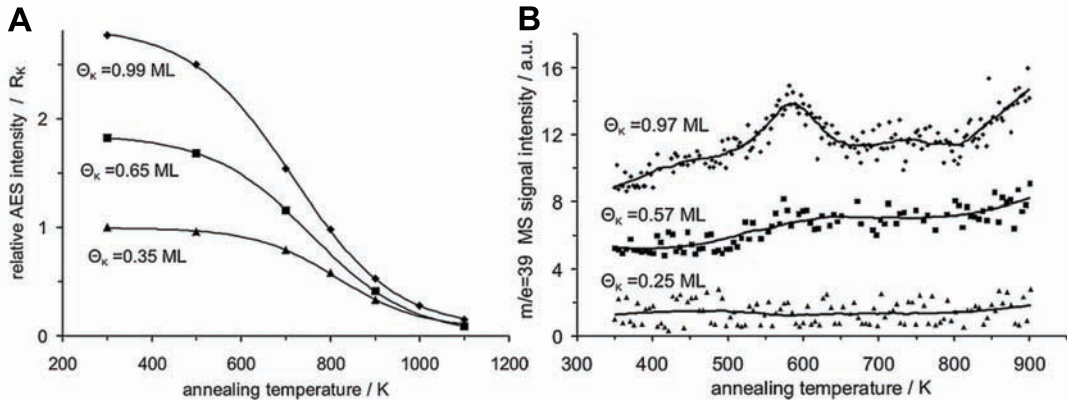 A
relative AES intensity / R_K
2
1
0
Θ_K =0.99 ML
Θ_K =0.65 ML
Θ_K =0.35 ML
200 400 600 800 1000 1200
annealing temperature / K
B
m/e=39 MS signal intensity / a.u.
16
12
8
4
0
Θ_K =0.97 ML
Θ_K =0.57 ML
Θ_K =0.25 ML
300 400 500 600 700 800 900
annealing temperature / K